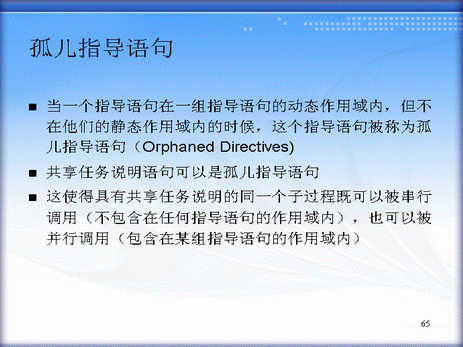 孤儿指导语句
■ 当一个指导语句在一组指导语句的动态作用域内，但不
在他们的静态作用域内的时候，这个指导语句被称为孤
儿指导语句（Orphaned Directives)
■ 共享任务说明语句可以是孤儿指导语句
■ 这使得具有共享任务说明的同一个子过程既可以被串行
调用（不包含在任何指导语句的作用域内），也可以被
并行调用（包含在某组指导语句的作用域内）
65